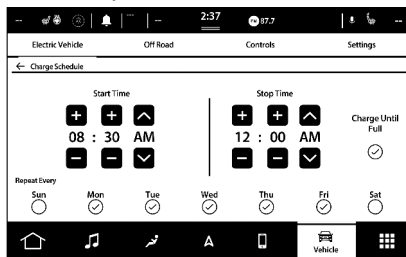 -- -- 2:37 FM 87.7 --
Electric Vehicle Off Road Controls Settings
← Charge Schedule
Start Time Stop Time
+ + + +
08 : 30 AM 12 : 00 AM Charge Until Full
− − − −
Repeat Every
Sun Mon Tue Wed Thu Fri Sat
Vehicle